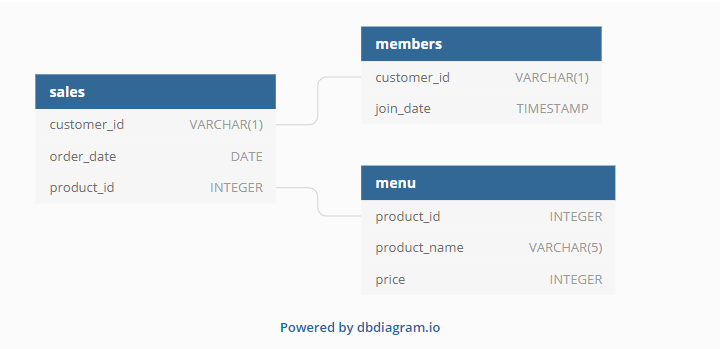 members
customer_id VARCHAR(1)
join_date TIMESTAMP
sales
customer_id VARCHAR(1)
order_date DATE
product_id INTEGER
menu
product_id INTEGER
product_name VARCHAR(5)
price INTEGER
Powered by dbdiagram.io